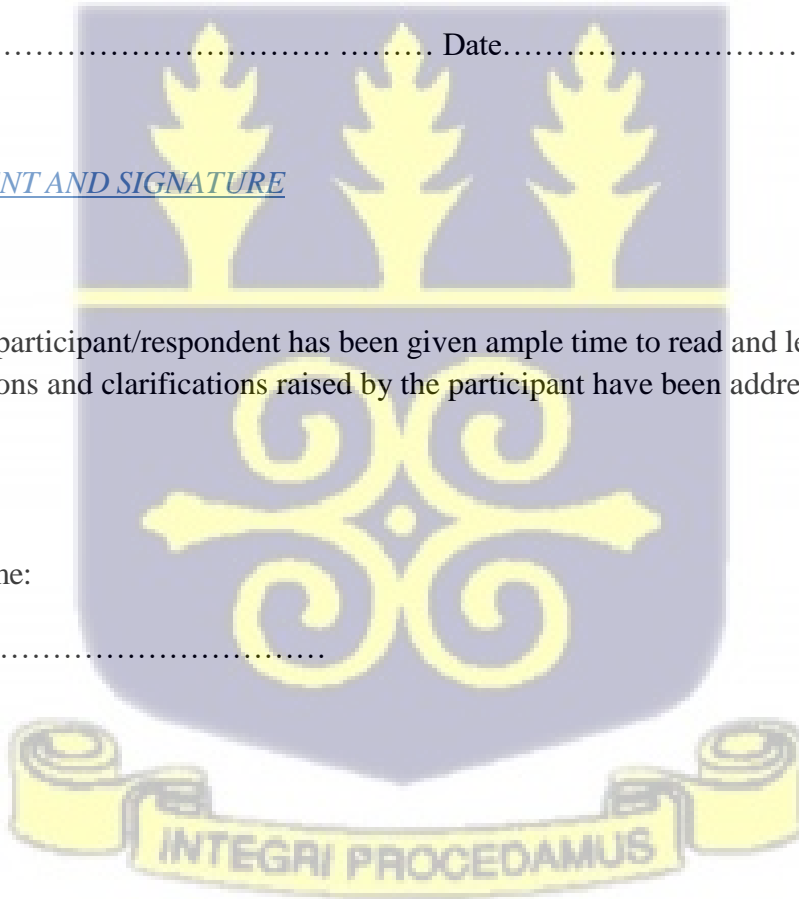 ………………………………. ……… Date…………………………
NT AND SIGNATURE
participant/respondent has been given ample time to read and le
ons and clarifications raised by the participant have been addre
ne:
……………………………
INTEGRI PROCEDAMUS